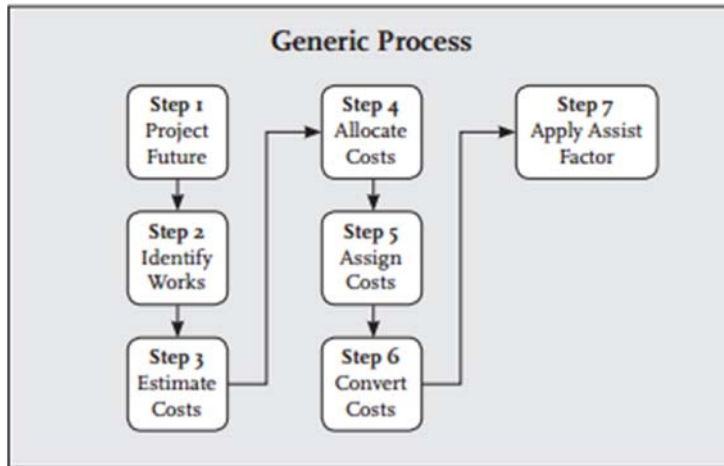 Generic Process
Step 1
Project
Future
Step 2
Identify
Works
Step 3
Estimate
Costs
Step 4
Allocate
Costs
Step 5
Assign
Costs
Step 6
Convert
Costs
Step 7
Apply Assist
Factor